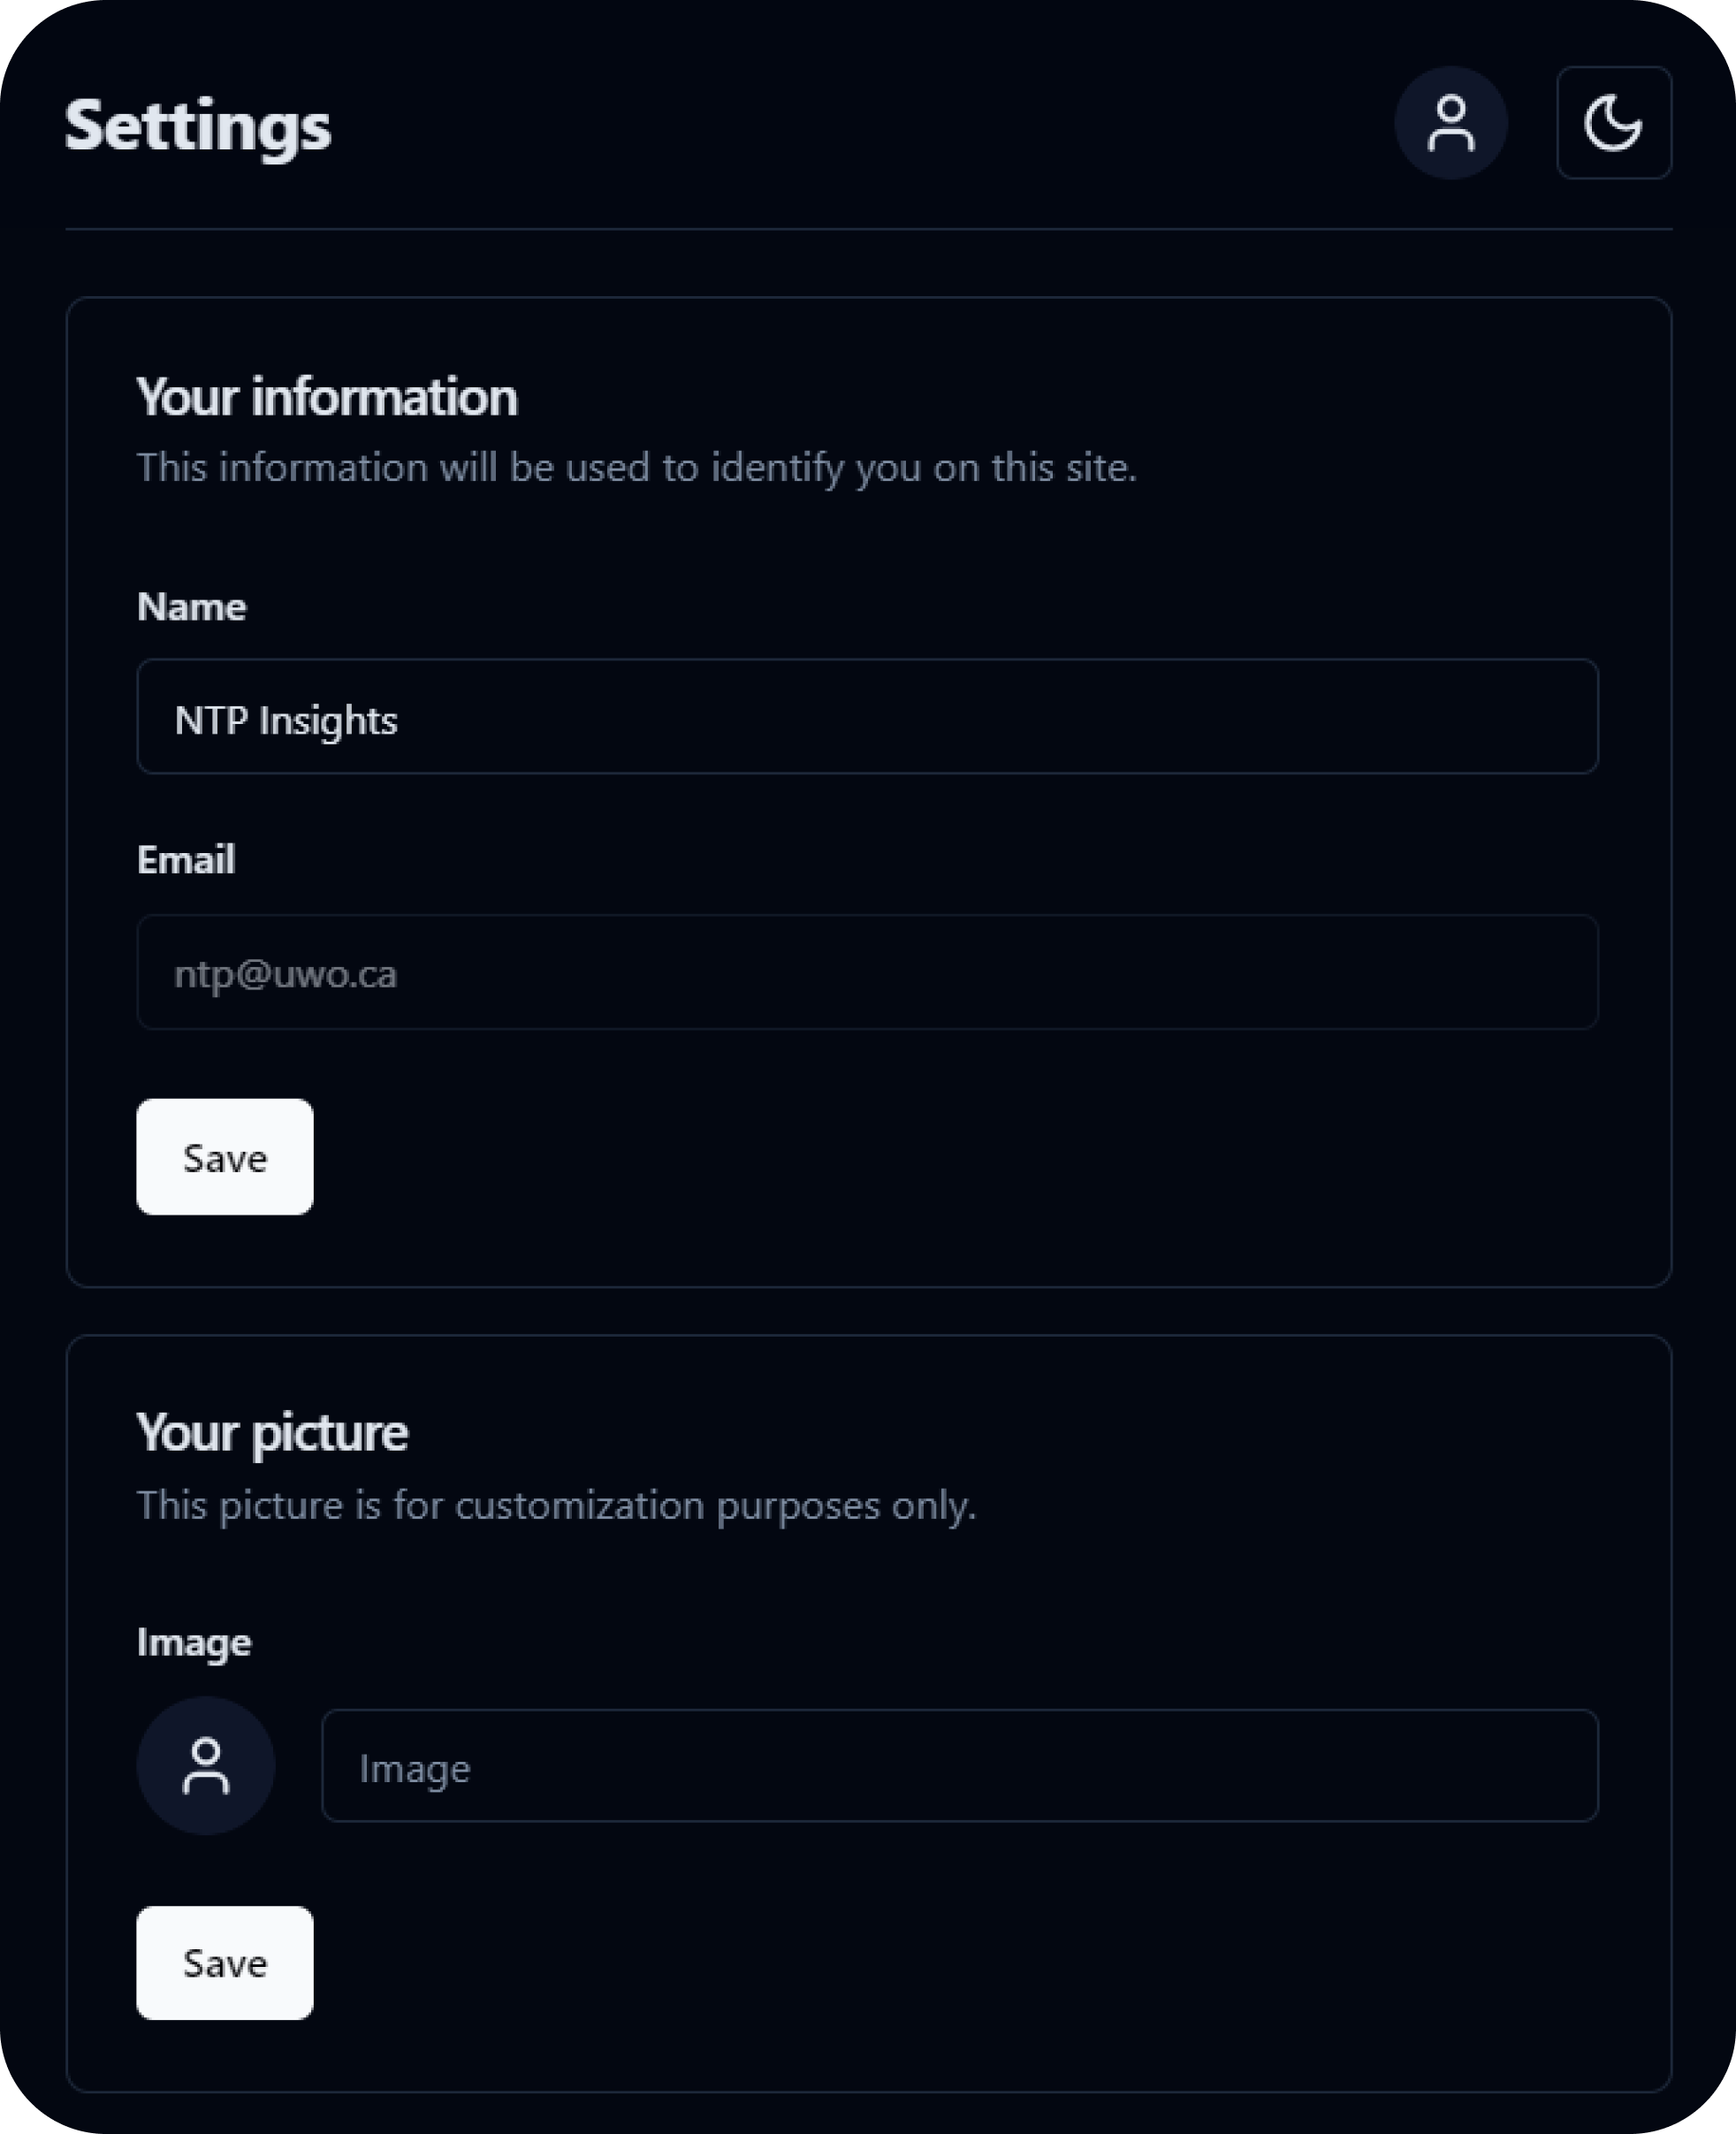 Settings
Your information
This information will be used to identify you on this site.
Name
NTP Insights
Email
ntp@uwo.ca
Save
Your picture
This picture is for customization purposes only.
Image
Image
Save